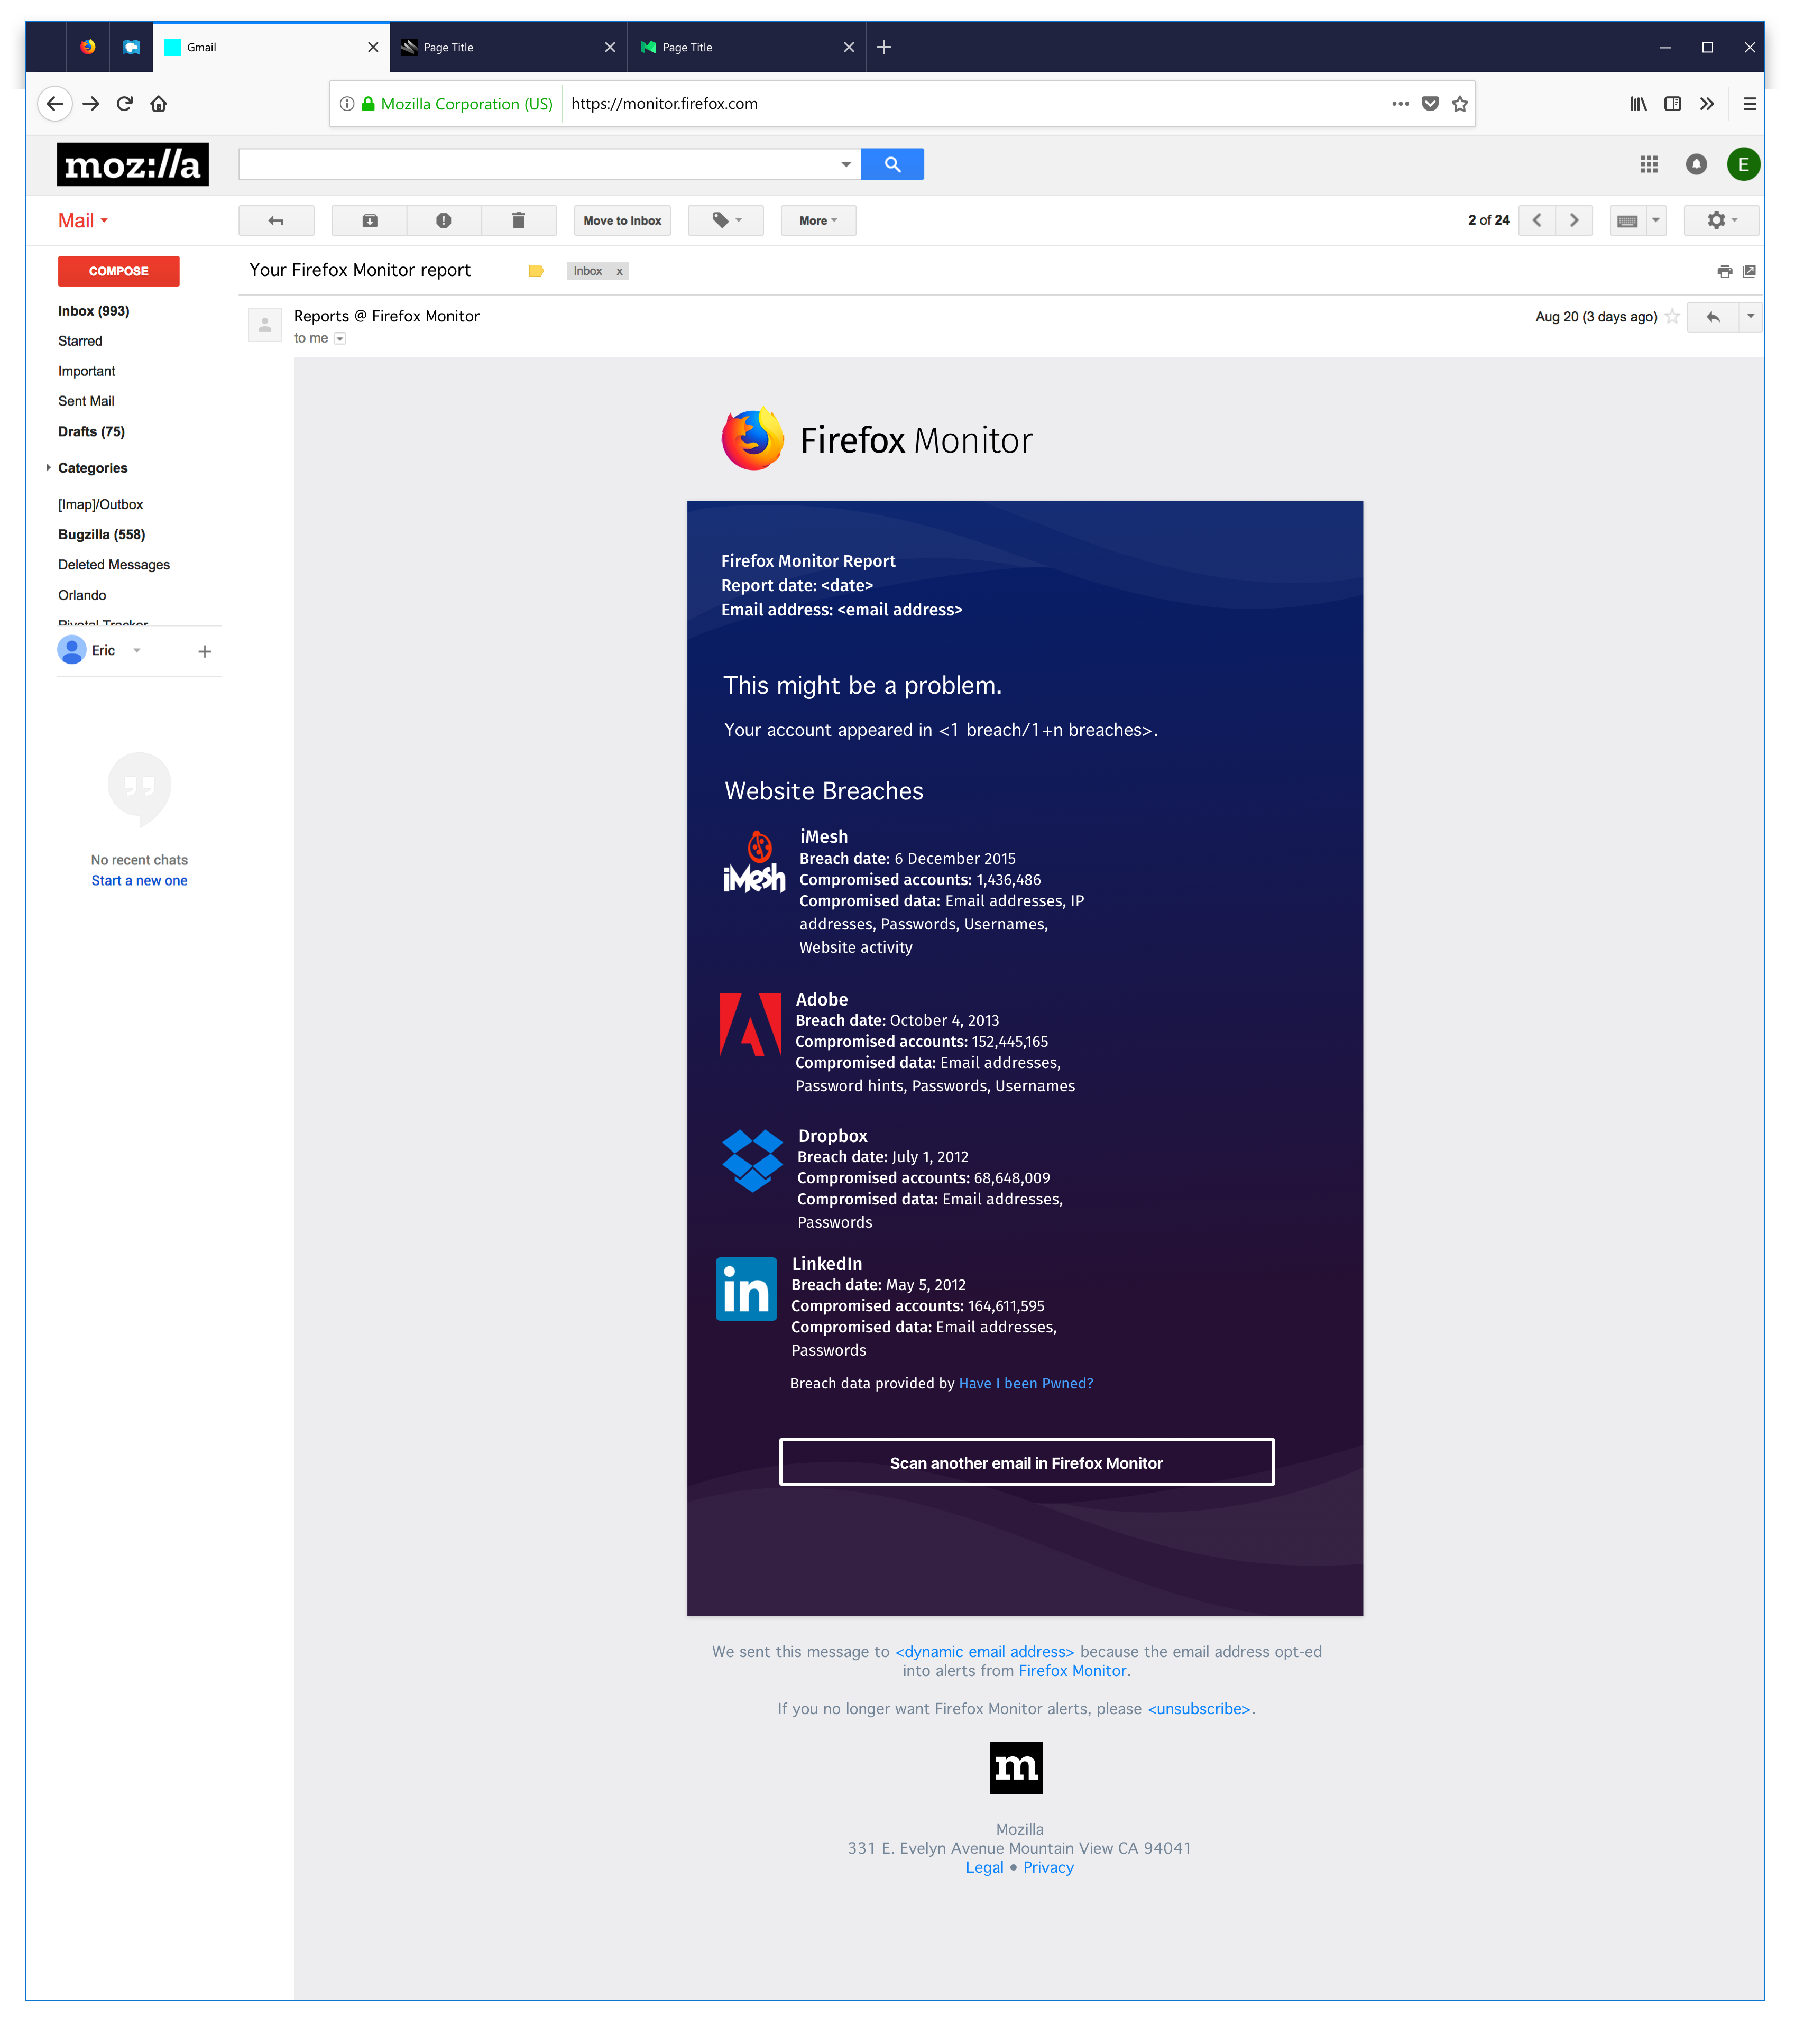 Gmail
Page Title
Page Title
Mozilla Corporation (US)
https://monitor.firefox.com
moz://a
E
Mail
Move to Inbox
More
2 of 24
COMPOSE
Your Firefox Monitor report
Inbox x
Inbox (993)
Starred
Important
Sent Mail
Drafts (75)
Categories
[Imap]/Outbox
Bugzilla (558)
Deleted Messages
Orlando
Pivotal Tracker
Eric
No recent chats
Start a new one
Reports @ Firefox Monitor
to me
Aug 20 (3 days ago)
Firefox Monitor
Firefox Monitor Report
Report date: <date>
Email address: <email address>
This might be a problem.
Your account appeared in <1 breach/1+n breaches>.
Website Breaches
iMesh
iMesh
Breach date: 6 December 2015
Compromised accounts: 1,436,486
Compromised data: Email addresses, IP
addresses, Passwords, Usernames,
Website activity
Adobe
Breach date: October 4, 2013
Compromised accounts: 152,445,165
Compromised data: Email addresses,
Password hints, Passwords, Usernames
Dropbox
Breach date: July 1, 2012
Compromised accounts: 68,648,009
Compromised data: Email addresses,
Passwords
in
LinkedIn
Breach date: May 5, 2012
Compromised accounts: 164,611,595
Compromised data: Email addresses,
Passwords
Breach data provided by Have I been Pwned?
Scan another email in Firefox Monitor
We sent this message to <dynamic email address> because the email address opt-ed
into alerts from Firefox Monitor.
If you no longer want Firefox Monitor alerts, please <unsubscribe>.
m
Mozilla
331 E. Evelyn Avenue Mountain View CA 94041
Legal • Privacy